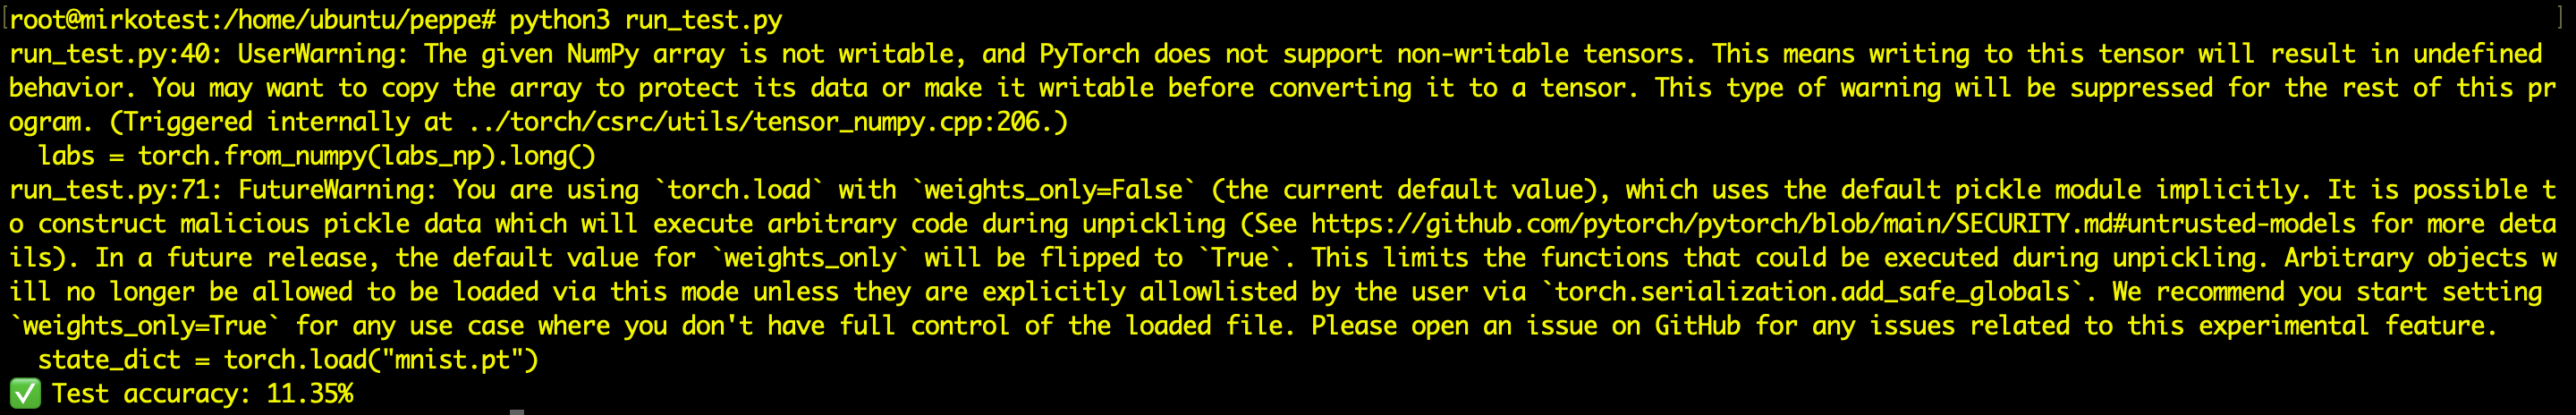 [root@mirkotest:/home/ubuntu/peppe# python3 run_test.py ]
run_test.py:40: UserWarning: The given NumPy array is not writable, and PyTorch does not support non-writable tensors. This means writing to this tensor will result in undefined
behavior. You may want to copy the array to protect its data or make it writable before converting it to a tensor. This type of warning will be suppressed for the rest of this pr
ogram. (Triggered internally at ../torch/csrc/utils/tensor_numpy.cpp:206.)
  labs = torch.from_numpy(labs_np).long()
run_test.py:71: FutureWarning: You are using `torch.load` with `weights_only=False` (the current default value), which uses the default pickle module implicitly. It is possible t
o construct malicious pickle data which will execute arbitrary code during unpickling (See https://github.com/pytorch/pytorch/blob/main/SECURITY.md#untrusted-models for more deta
ils). In a future release, the default value for `weights_only` will be flipped to `True`. This limits the functions that could be executed during unpickling. Arbitrary objects w
ill no longer be allowed to be loaded via this mode unless they are explicitly allowlisted by the user via `torch.serialization.add_safe_globals`. We recommend you start setting
`weights_only=True` for any use case where you don't have full control of the loaded file. Please open an issue on GitHub for any issues related to this experimental feature.
  state_dict = torch.load("mnist.pt")
✅ Test accuracy: 11.35%